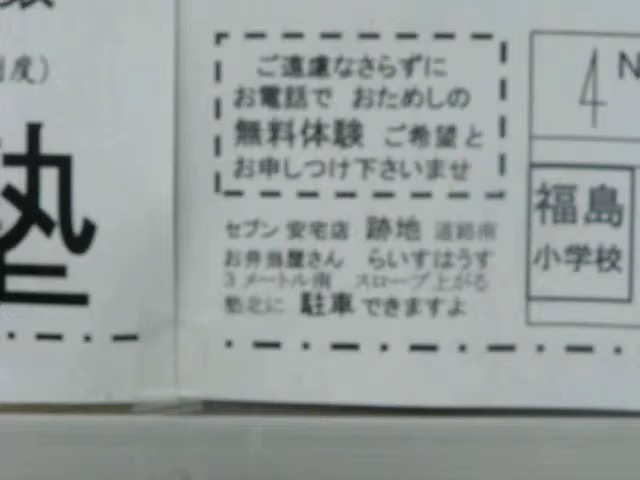 度）
塾
ご遠慮なさらずに
お電話で おためしの
無料体験 ご希望と
お申しつけ下さいませ
セブン 安宅店 跡地 道路南
お弁当屋さん らいすはうす
3メートル南 スロープ上がる
塾北に 駐車できますよ
4 N
福島
小学校